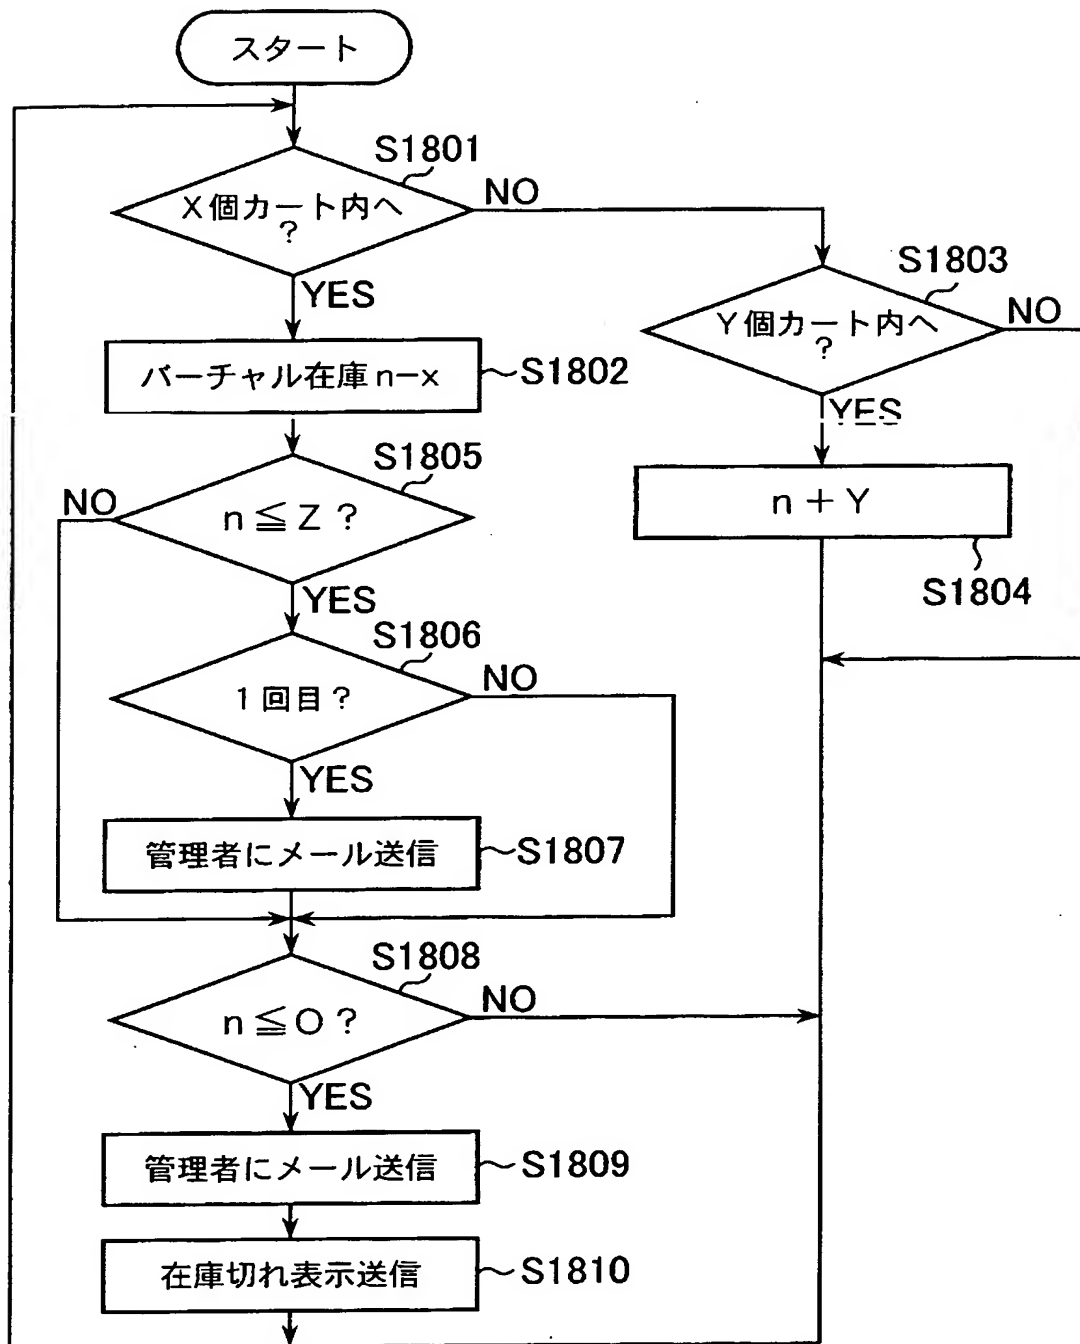 スタート
S1801
X個カート内へ
?
NO
YES
S1803
Y個カート内へ
?
NO
YES
バーチャル在庫n-x
S1802
n+Y
S1804
S1805
n≦Z?
NO
YES
S1806
1回目?
NO
YES
管理者にメール送信
S1807
S1808
n≦O?
NO
YES
管理者にメール送信
S1809
在庫切れ表示送信
S1810